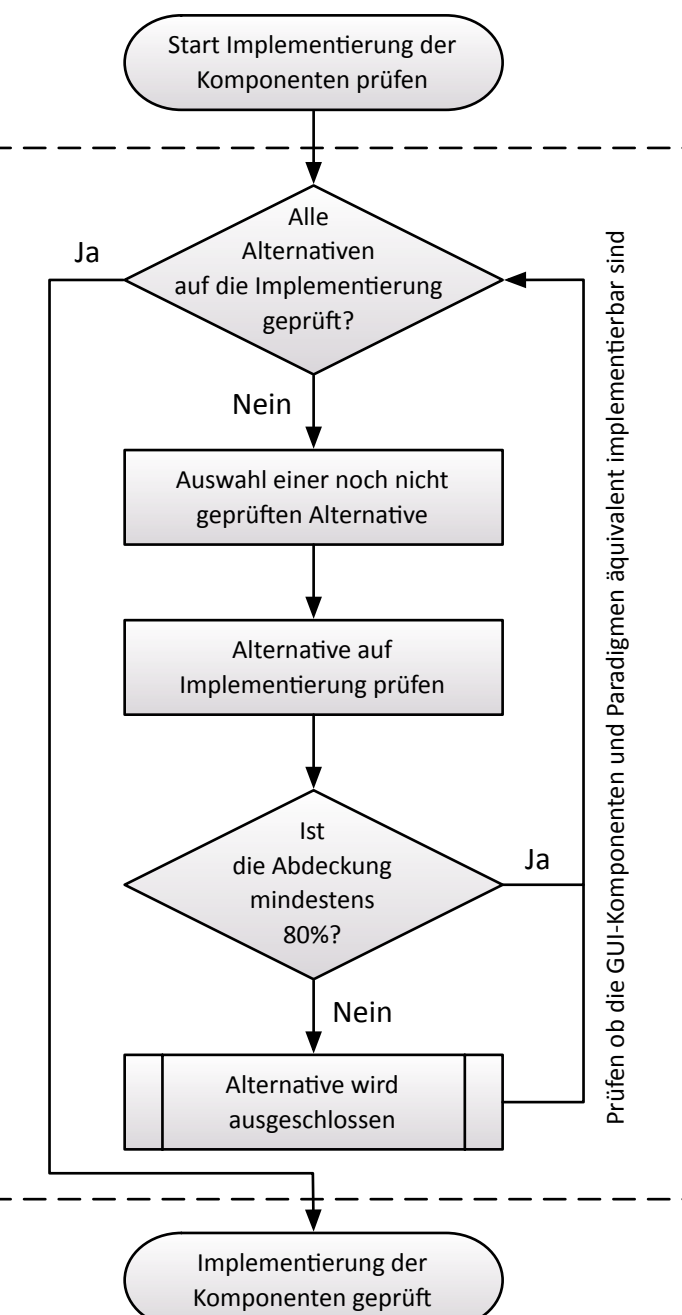 Start Implementierung der
Komponenten prüfen
Alle
Alternativen
auf die Implementierung
geprüft?
Ja
Nein
Auswahl einer noch nicht
geprüften Alternative
Alternative auf
Implementierung prüfen
Ist
die Abdeckung
mindestens
80%?
Ja
Nein
Alternative wird
ausgeschlossen
Prüfen ob die GUI-Komponenten und Paradigmen äquivalent implementierbar sind
Implementierung der
Komponenten geprüft